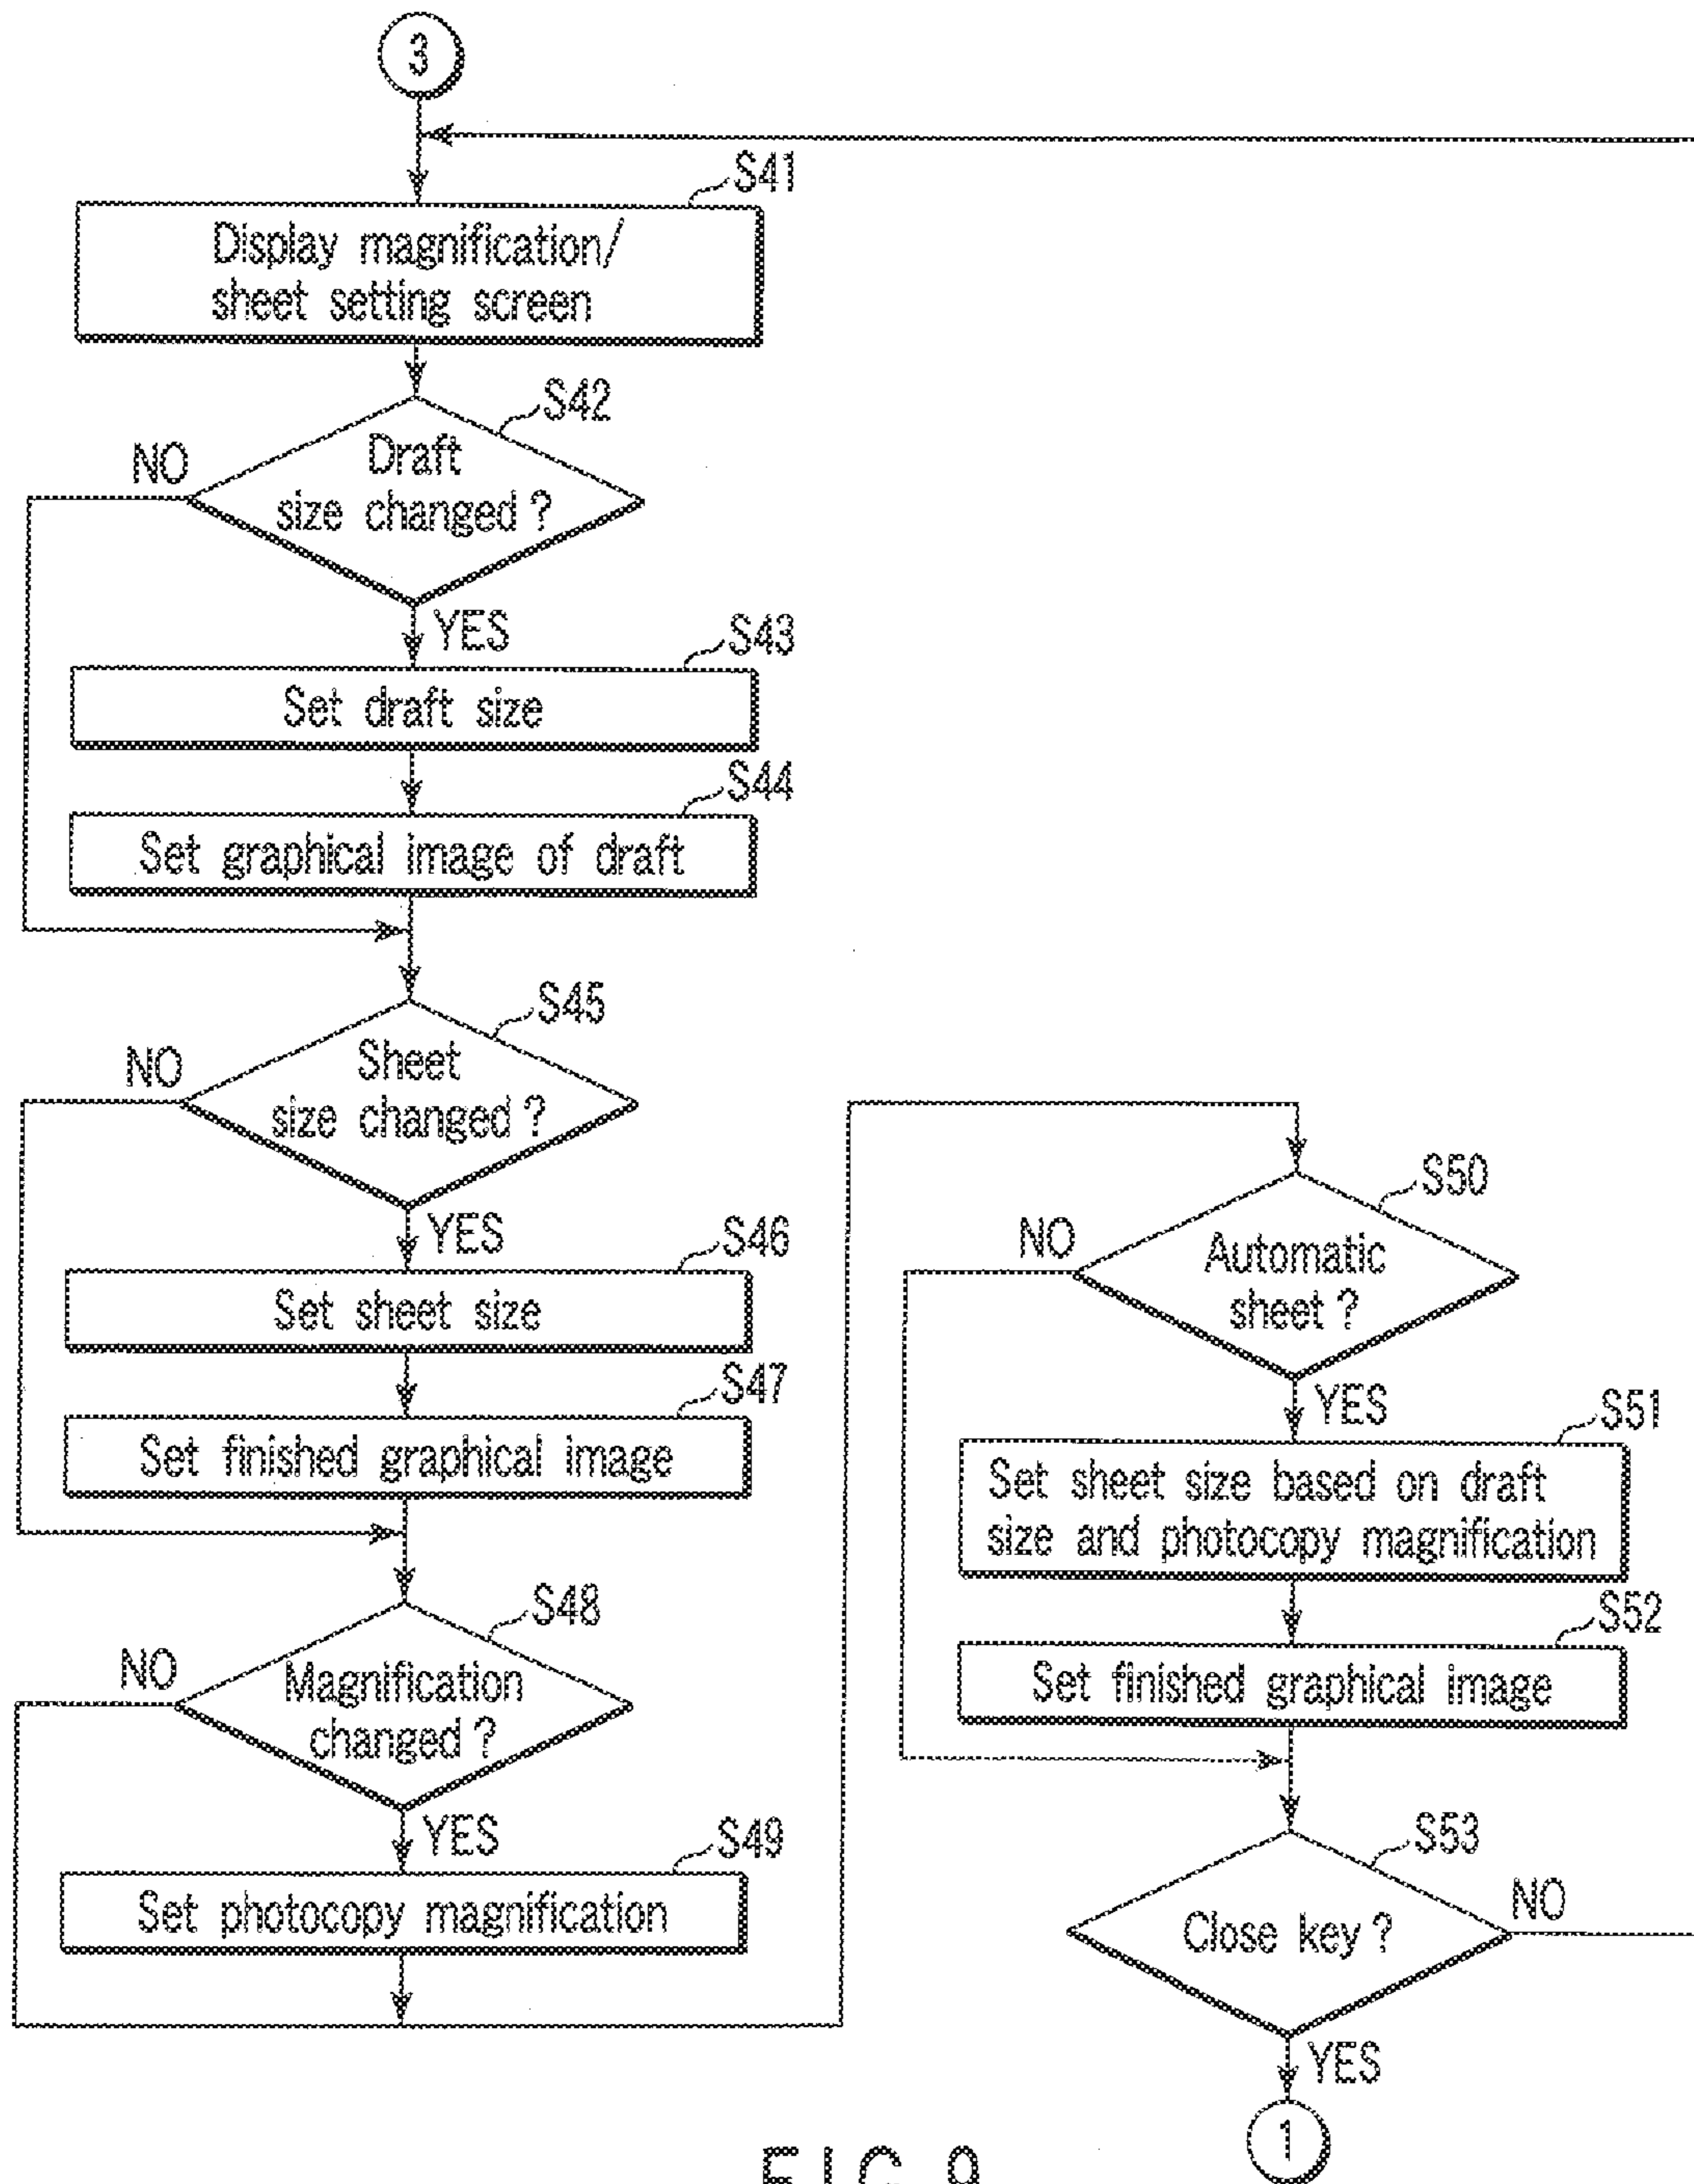 3
S41
Display magnification/
sheet setting screen
S42
NO
Draft
size changed ?
YES
S43
Set draft size
S44
Set graphical image of draft
S45
NO
Sheet
size changed ?
YES
S46
Set sheet size
S47
Set finished graphical image
S48
NO
Magnification
changed ?
YES
S49
Set photocopy magnification
S50
NO
Automatic
sheet ?
YES
S51
Set sheet size based on draft
size and photocopy magnification
S52
Set finished graphical image
S53
Close key ?
NO
YES
1
FIG. 9